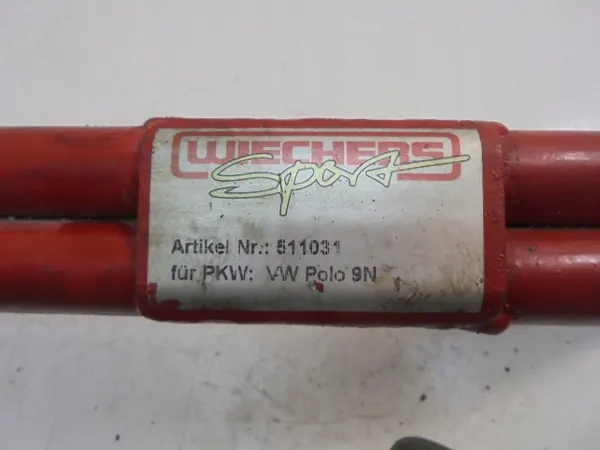 WIECHERS
Sport
Artikel Nr.: 511031
für PKW: VW Polo 9N